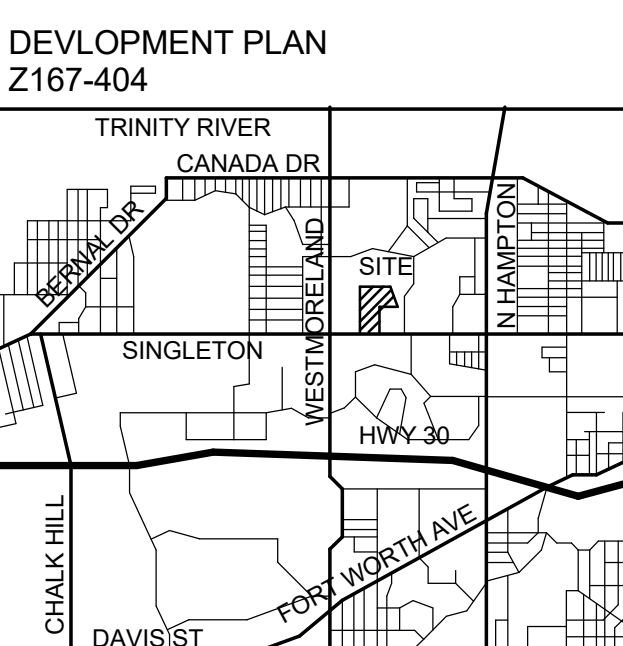 DEVLOPMENT PLAN
Z167-404
TRINITY RIVER
CANADA DR
BERNAL DR
WESTMORELAND
N HAMPTON
SITE
SINGLETON
HWY 30
CHALK HILL
FORT WORTH AVE
DAVIS ST